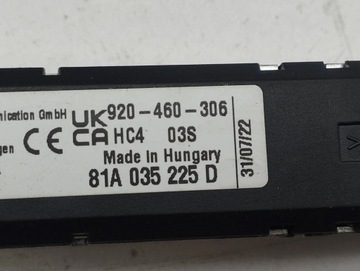 nication GmbH UK 920-460-306
gen CE CA HC4 03S
Made in Hungary
81A 035 225 D
31/07/22